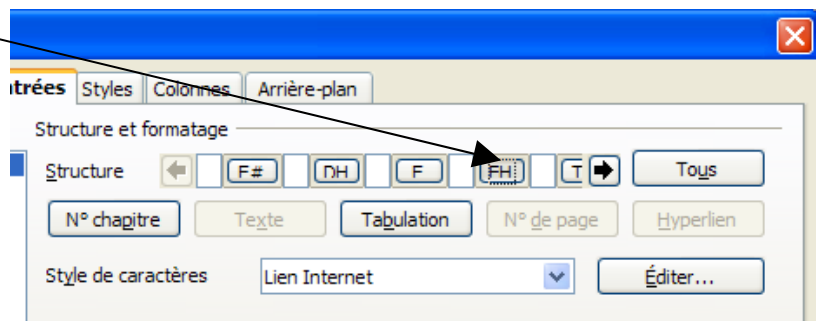 trées Styles Colonnes Arrière-plan
Structure et formatage
Structure E# DH E FH T Tous
N° chapitre Texte Tabulation N° de page Hyperlien
Style de caractères Lien Internet Éditer...